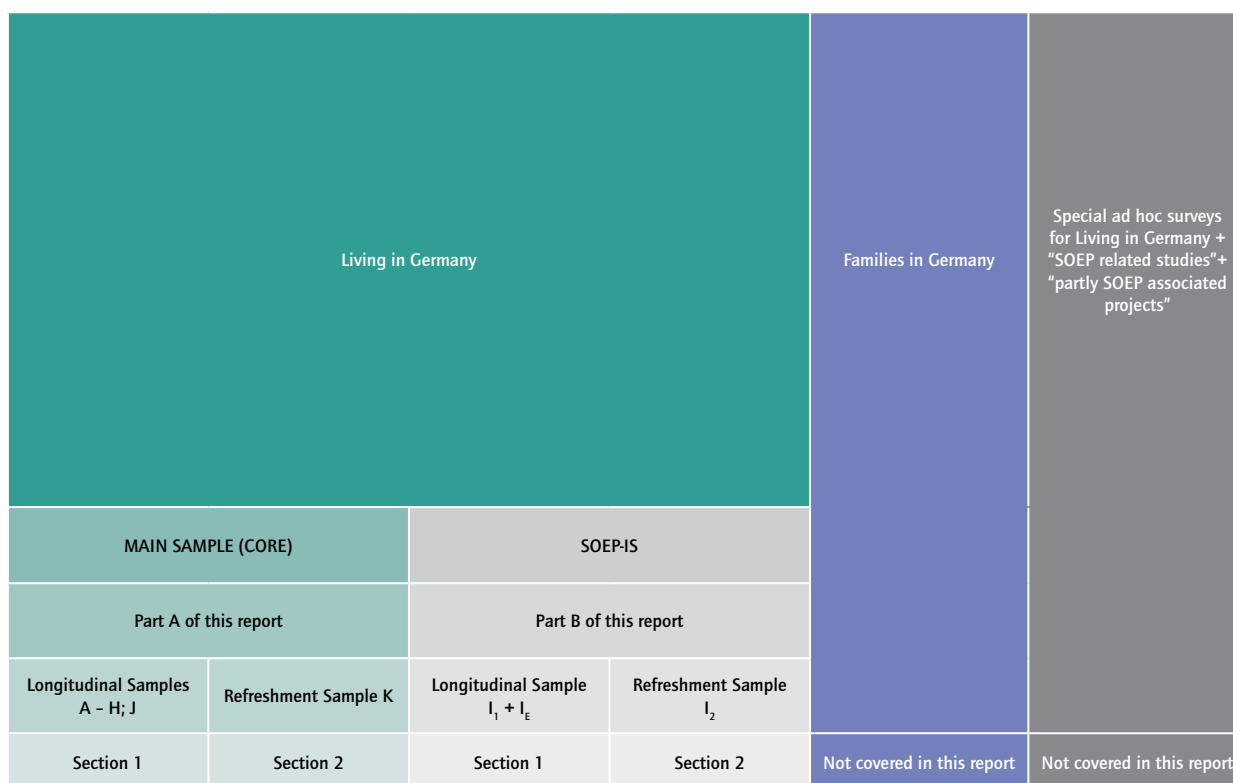 Living in Germany
Families in Germany
Special ad hoc surveys
for Living in Germany +
"SOEP related studies"+
"partly SOEP associated
projects"
MAIN SAMPLE (CORE)
SOEP-IS
Part A of this report
Part B of this report
Longitudinal Samples
A – H; J
Refreshment Sample K
Longitudinal Sample
I₁ + I_E
Refreshment Sample
I₂
Section 1
Section 2
Section 1
Section 2
Not covered in this report
Not covered in this report